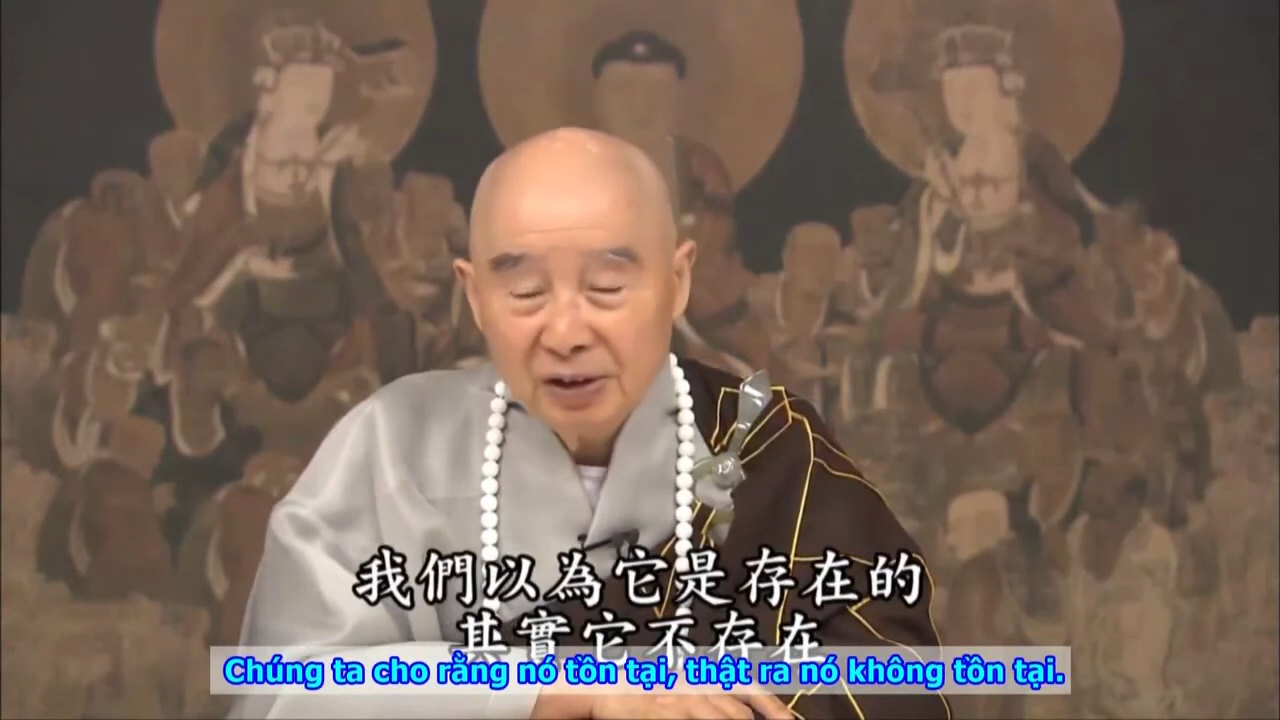 我們以為它是存在的
其實它不存在
Chúng ta cho rằng nó tồn tại, thật ra nó không tồn tại.